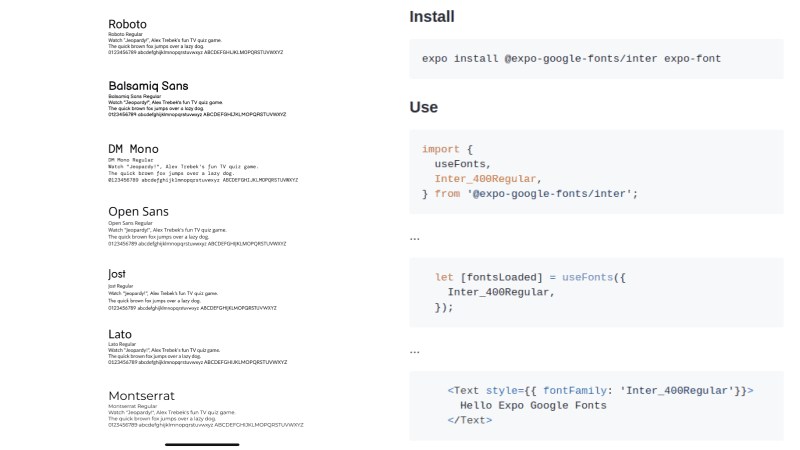 Roboto
Roboto Regular
Watch "Jeopardy!", Alex Trebek's fun TV quiz game.
The quick brown fox jumps over a lazy dog.
0123456789 abcdefghijklmnopqrstuvwxyz ABCDEFGHIJKLMOPQRSTUVWXYZ
Balsamiq Sans
Balsamiq Sans Regular
Watch "Jeopardy!", Alex Trebek's fun TV quiz game.
The quick brown fox jumps over a lazy dog.
0123456789 abcdefghijklmnopqrstuvwxyz ABCDEFGHIJKLMOPQRSTUVWXYZ
DM Mono
DM Mono Regular
Watch "Jeopardy!", Alex Trebek's fun TV quiz game.
The quick brown fox jumps over a lazy dog.
0123456789 abcdefghijklmnopqrstuvwxyz ABCDEFGHIJKLMOPQRSTUVWXYZ
Open Sans
Open Sans Regular
Watch "Jeopardy!", Alex Trebek's fun TV quiz game.
The quick brown fox jumps over a lazy dog.
0123456789 abcdefghijklmnopqrstuvwxyz ABCDEFGHIJKLMOPQRSTUVWXYZ
Jost
Jost Regular
Watch "Jeopardy!", Alex Trebek's fun TV quiz game.
The quick brown fox jumps over a lazy dog.
0123456789 abcdefghijklmnopqrstuvwxyz ABCDEFGHIJKLMOPQRSTUVWXYZ
Lato
Lato Regular
Watch "Jeopardy!", Alex Trebek's fun TV quiz game.
The quick brown fox jumps over a lazy dog.
0123456789 abcdefghijklmnopqrstuvwxyz ABCDEFGHIJKLMOPQRSTUVWXYZ
Montserrat
Montserrat Regular
Watch "Jeopardy!", Alex Trebek's fun TV quiz game.
The quick brown fox jumps over a lazy dog.
0123456789 abcdefghijklmnopqrstuvwxyz ABCDEFGHIJKLMOPQRSTUVWXYZ
Install
expo install @expo-google-fonts/inter expo-font
Use
import {
  useFonts,
  Inter_400Regular,
} from '@expo-google-fonts/inter';
...
  let [fontsLoaded] = useFonts({
    Inter_400Regular,
  });
...
    <Text style={{ fontFamily: 'Inter_400Regular'}}>
      Hello Expo Google Fonts
    </Text>